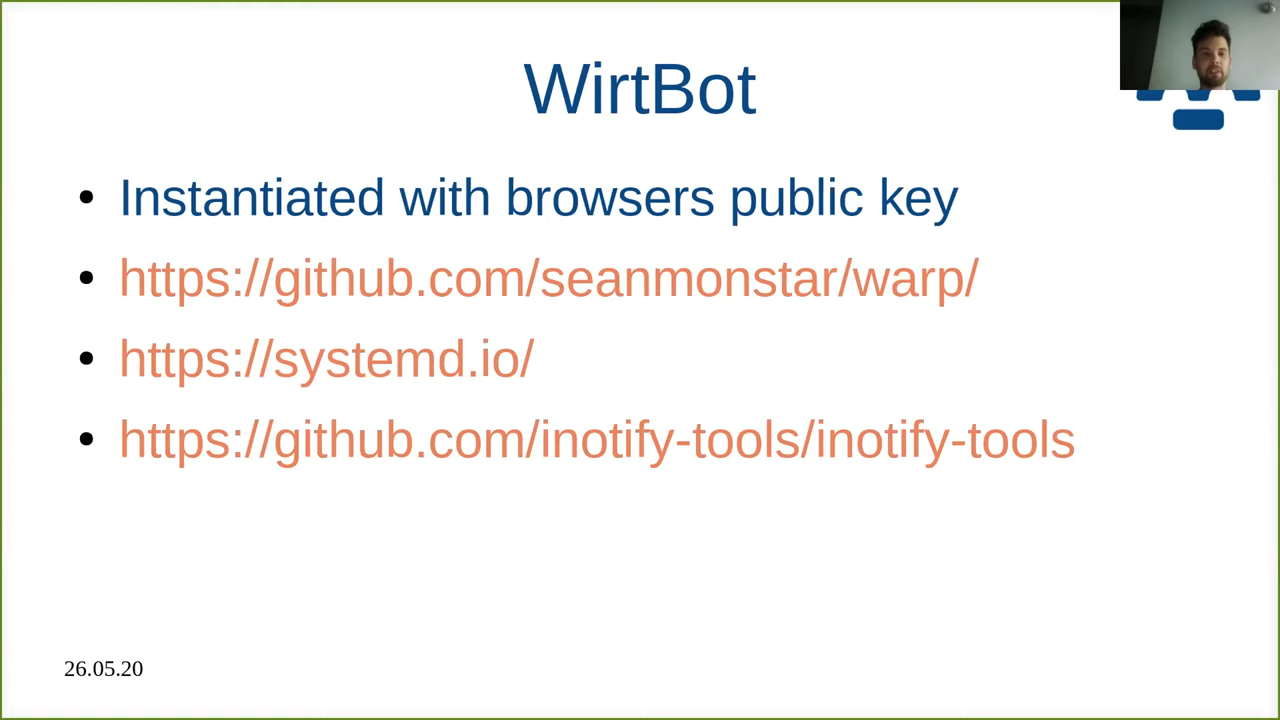 WirtBot
Instantiated with browsers public key
https://github.com/seanmonstar/warp/
https://systemd.io/
https://github.com/inotify-tools/inotify-tools
26.05.20